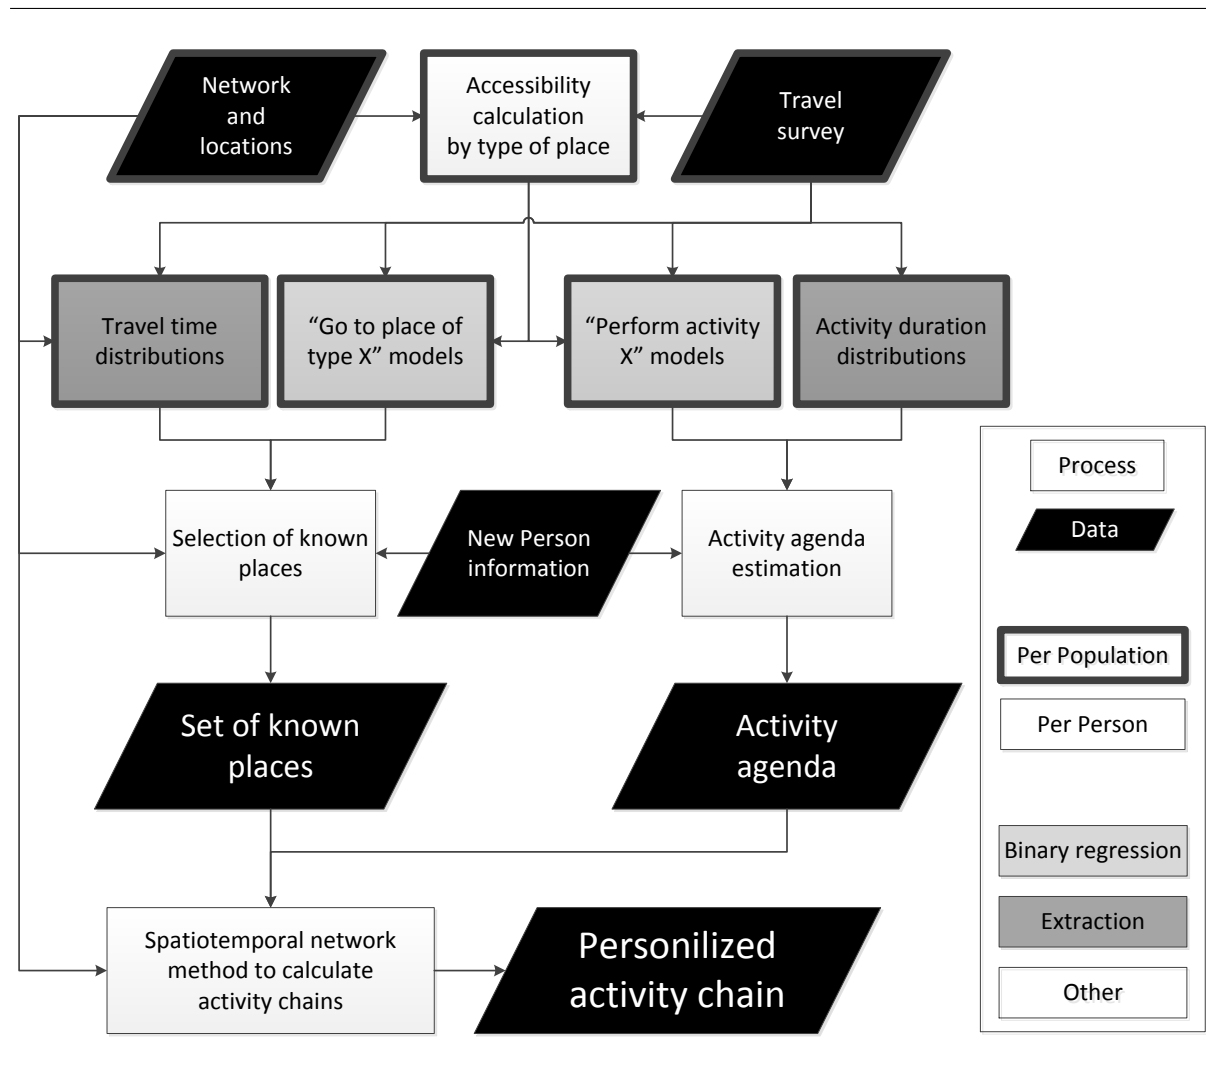 Network
and
locations
Accessibility
calculation
by type of place
Travel
survey
Travel time
distributions
“Go to place of
type X” models
“Perform activity
X” models
Activity duration
distributions
Selection of known
places
New Person
information
Activity agenda
estimation
Set of known
places
Activity
agenda
Spatiotemporal network
method to calculate
activity chains
Personilized
activity chain
Process
Data
Per Population
Per Person
Binary regression
Extraction
Other